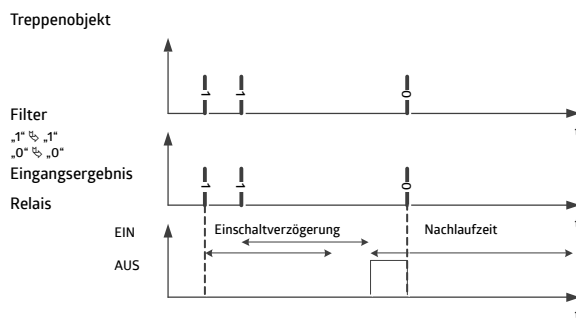 Treppenobjekt
1 1 0
t
Filter
„1“ ⮱ „1“
„0“ ⮱ „0“
Eingangsergebnis
1 1 0
t
Relais
EIN
Einschaltverzögerung
Nachlaufzeit
AUS
t